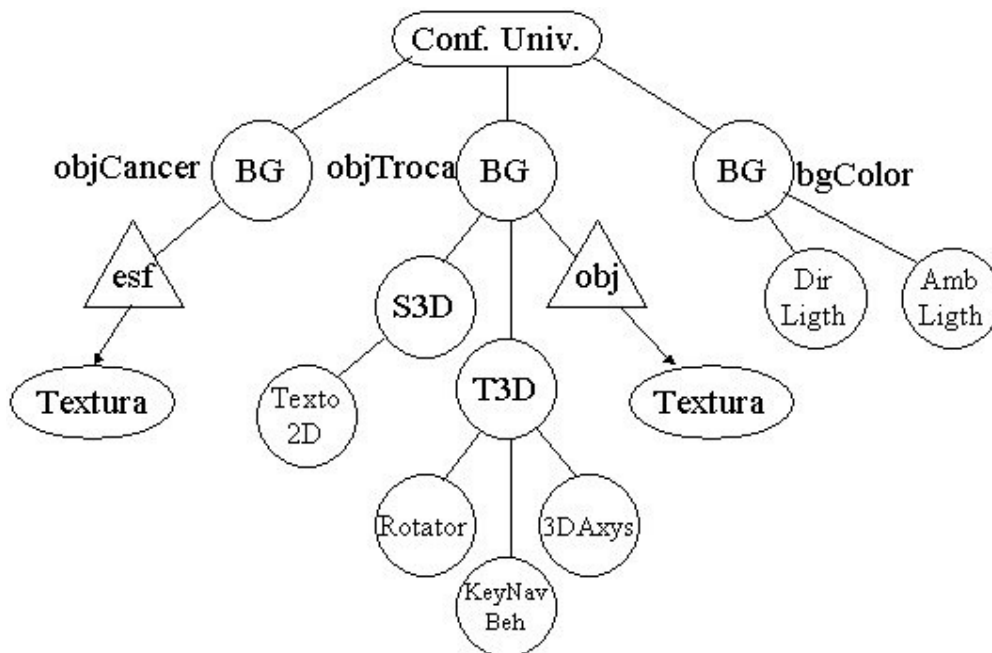 Conf. Univ.
objCancer
BG
objTroca
BG
BG
bgColor
esf
S3D
obj
Dir
Ligth
Amb
Ligth
Textura
Texto
2D
T3D
Textura
Rotator
3DAxys
KeyNav
Beh